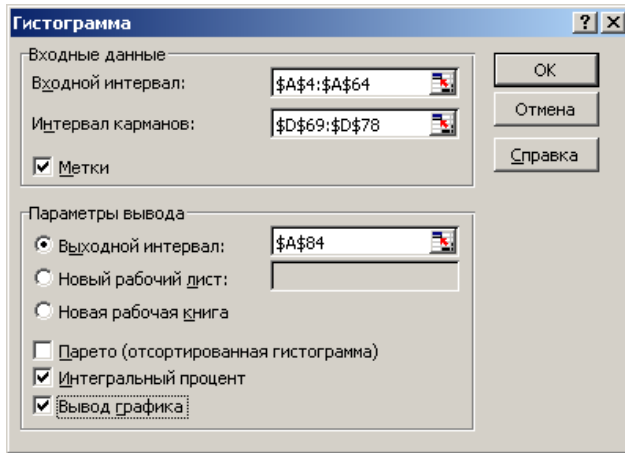 Гистограмма
Входные данные
Входной интервал: $A$4:$A$64
Интервал карманов: $D$69:$D$78
Метки
OK
Отмена
Справка
Параметры вывода
Выходной интервал: $A$84
Новый рабочий лист:
Новая рабочая книга
Парето (отсортированная гистограмма)
Интегральный процент
Вывод графика